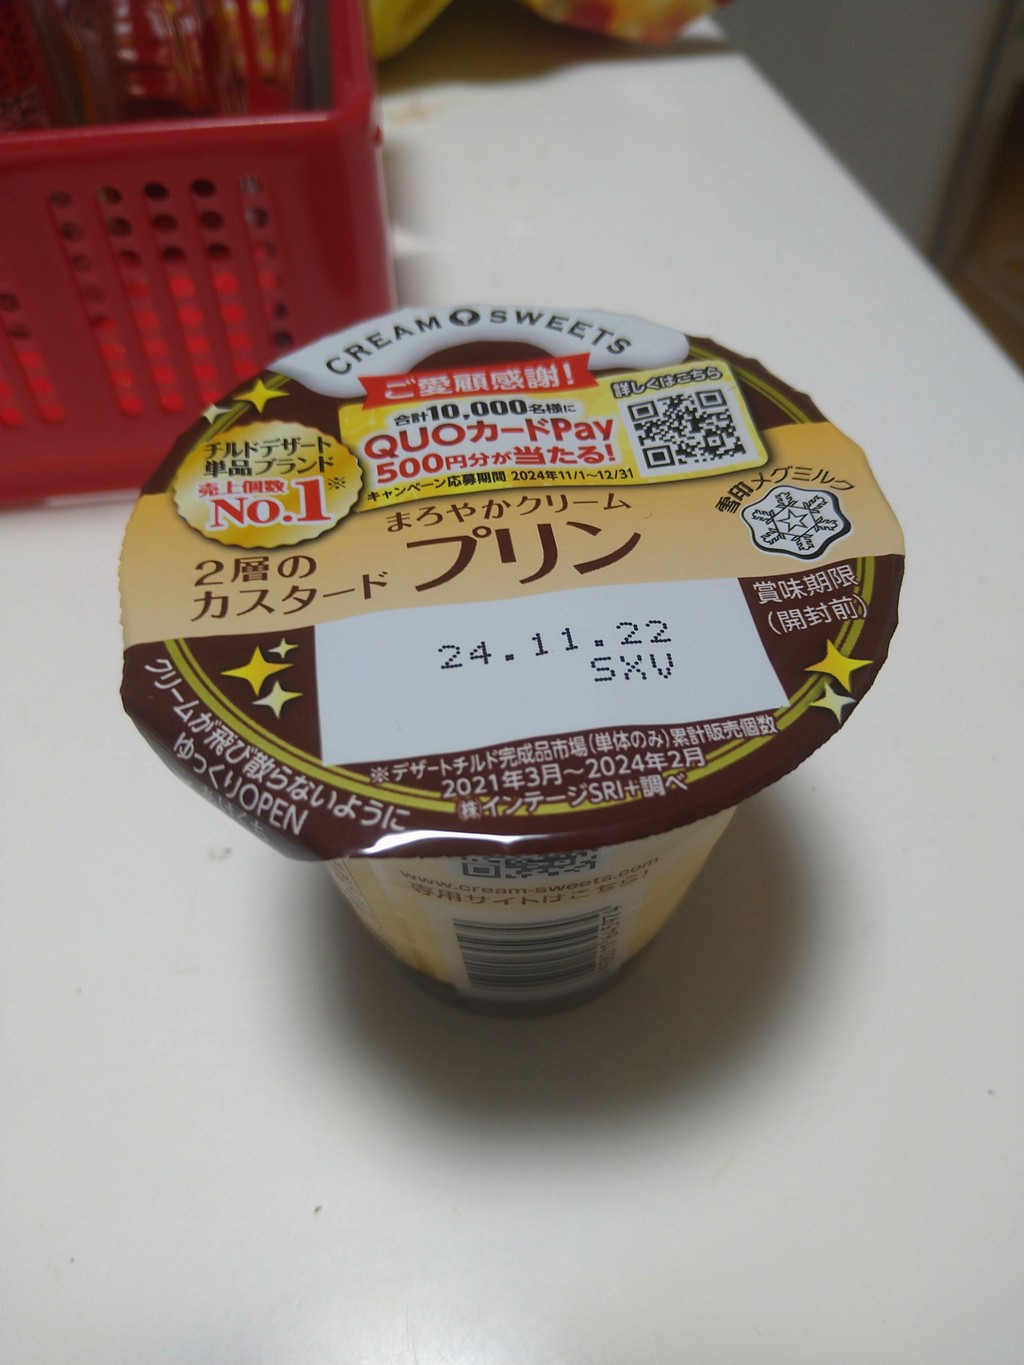 CREAM SWEETS
ご愛顧感謝!
合計10,000名様に
QUOカードPay
500円分が当たる!
キャンペーン応募期間 2024年11/1~12/31
詳しくはこちら
チルドデザート
単品ブランド
売上個数※
No.1
雪印メグミルク
まろやかクリーム
2層の
カスタード
プリン
賞味期限
(開封前)
24.11.22
SXV
※デザートチルド完成品市場(単体のみ)累計販売個数
2021年3月~2024年2月
㈱インテージSRI+調べ
クリームが飛び散らないように
ゆっくりOPEN
www.cream-sweets.com
専用サイトはこちら!